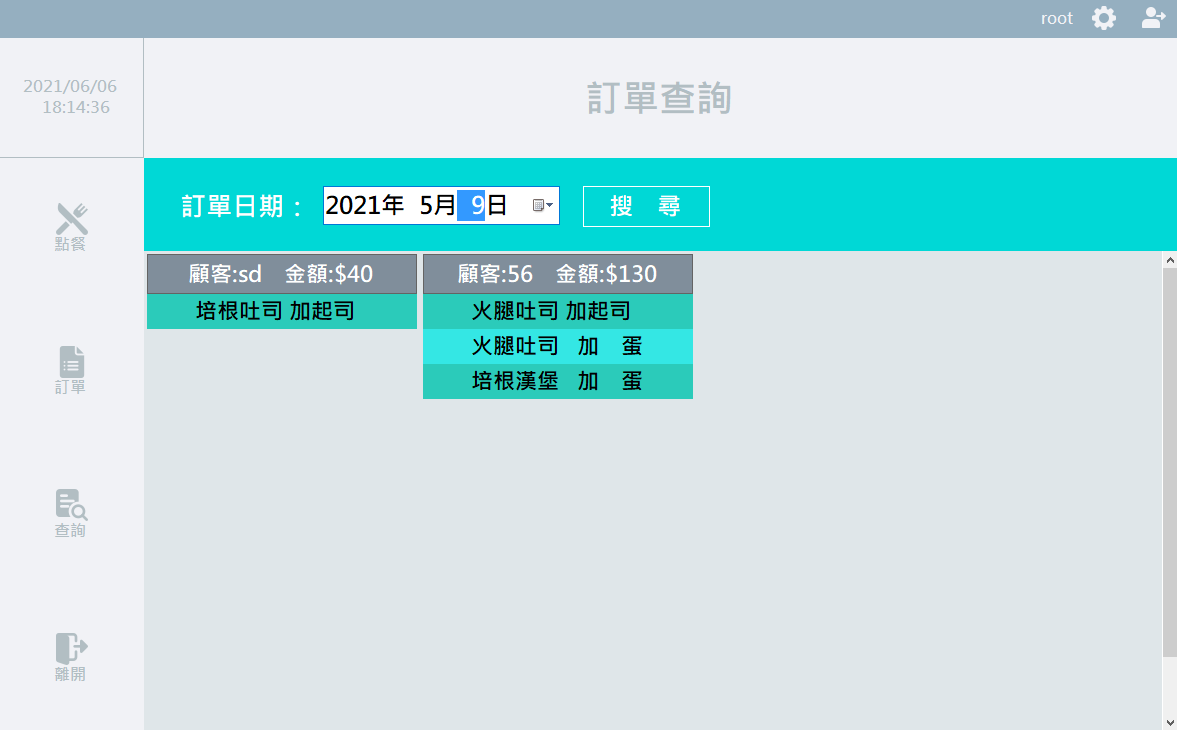 root
2021/06/06
18:14:36
訂單查詢
點餐
訂單
查詢
離開
訂單日期：
2021年 5月 9日
搜 尋
顧客:sd 金額:$40
培根吐司 加起司
顧客:56 金額:$130
火腿吐司 加起司
火腿吐司 加 蛋
培根漢堡 加 蛋